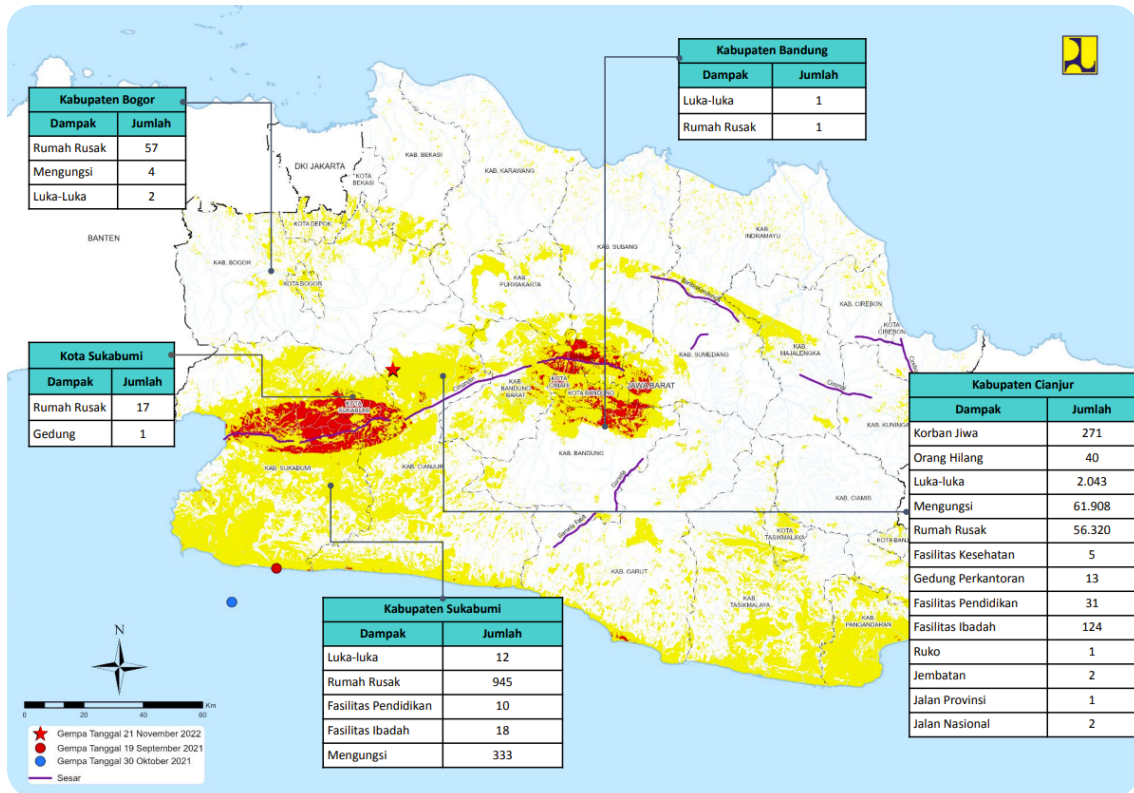 Kabupaten Bogor
Dampak Jumlah
Rumah Rusak 57
Mengungsi 4
Luka-Luka 2
Kabupaten Bandung
Dampak Jumlah
Luka-luka 1
Rumah Rusak 1
DKI JAKARTA
KAB. BEKASI
KOTA
BEKASI
KAB. KARAWANG
BANTEN
KOTA DEPOK
KAB. BOGOR
KOTA BOGOR
KAB. SUBANG
KAB.
INDRAMAYU
KAB.
PURWAKARTA
KAB. CIREBON
KOTA
CIREBON
KAB. SUMEDANG
KAB.
MAJALENGKA
Kota Sukabumi
Dampak Jumlah
Rumah Rusak 17
Gedung 1
Cimandiri
KAB.
BANDUNG
BARAT
KOTA
CIMAHI
KOTA BANDUNG
JAWA BARAT
KOTA
SUKABUMI
KAB. SUKABUMI
KAB. CIANJUR
KAB. BANDUNG
KAB. KUNINGA
KAB. CIAMIS
Garsela
Garsela Fault
KOTA
TASIKMALAYA
KOTA BANJ
KAB. GARUT
KAB.
TASIKMALAYA
KAB.
PANGANDARAN
Kabupaten Cianjur
Dampak Jumlah
Korban Jiwa 271
Orang Hilang 40
Luka-luka 2.043
Mengungsi 61.908
Rumah Rusak 56.320
Fasilitas Kesehatan 5
Gedung Perkantoran 13
Fasilitas Pendidikan 31
Fasilitas Ibadah 124
Ruko 1
Jembatan 2
Jalan Provinsi 1
Jalan Nasional 2
Kabupaten Sukabumi
Dampak Jumlah
Luka-luka 12
Rumah Rusak 945
Fasilitas Pendidikan 10
Fasilitas Ibadah 18
Mengungsi 333
N
Km
0 20 40 60
Gempa Tanggal 21 November 2022
Gempa Tanggal 19 September 2021
Gempa Tanggal 30 Oktober 2021
Sesar